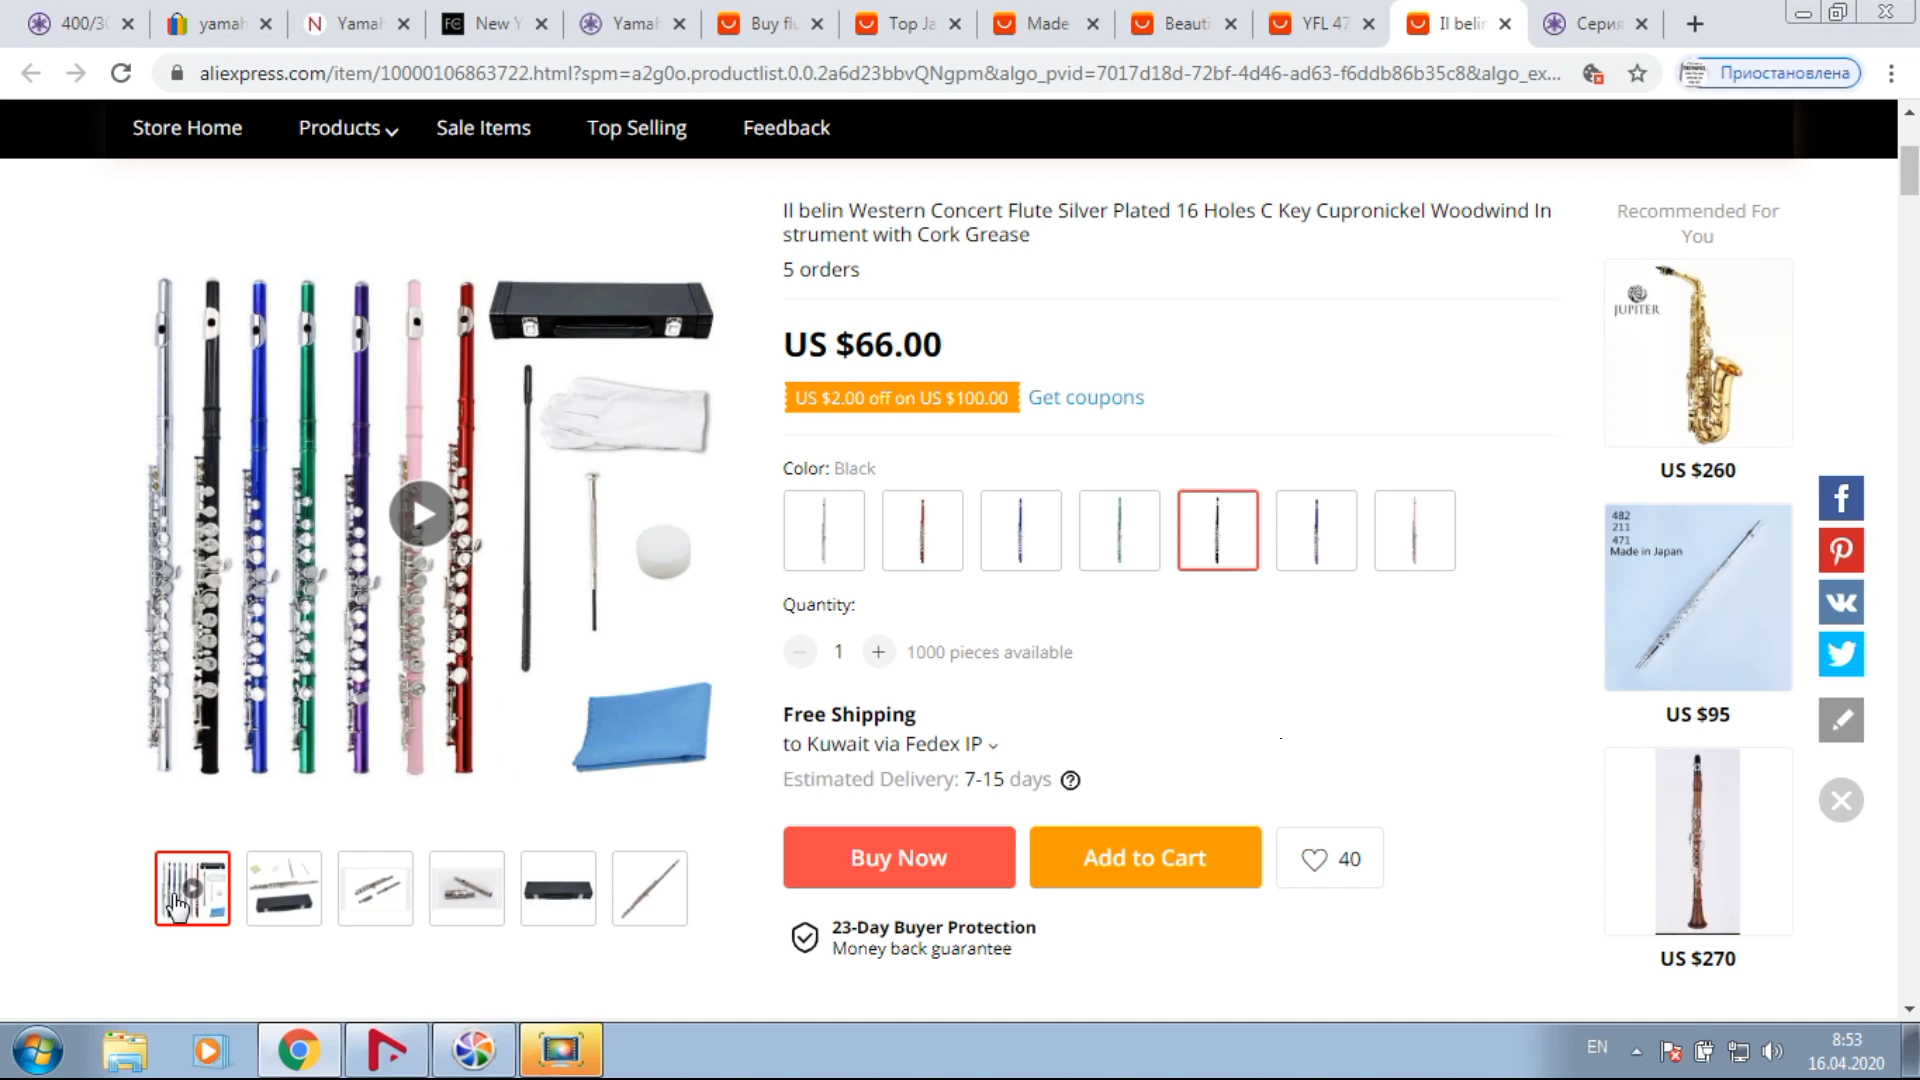 400/30
yamah
Yamah
New Y
Yamah
Buy flu
Top Ja
Made
Beauti
YFL 47
Il belin
Серия
aliexpress.com/item/10000106863722.html?spm=a2g0o.productlist.0.0.2a6d23bbvQNgpm&algo_pvid=7017d18d-72bf-4d46-ad63-f6ddb86b35c8&algo_ex...
Приостановлена
Store Home
Products
Sale Items
Top Selling
Feedback
Il belin Western Concert Flute Silver Plated 16 Holes C Key Cupronickel Woodwind In
strument with Cork Grease
5 orders
US $66.00
US $2.00 off on US $100.00
Get coupons
Color: Black
Quantity:
1
1000 pieces available
Free Shipping
to Kuwait via Fedex IP
Estimated Delivery: 7-15 days
Buy Now
Add to Cart
40
23-Day Buyer Protection
Money back guarantee
Recommended For
You
JUPITER
US $260
482
211
471
Made in Japan
US $95
US $270
EN
8:53
16.04.2020